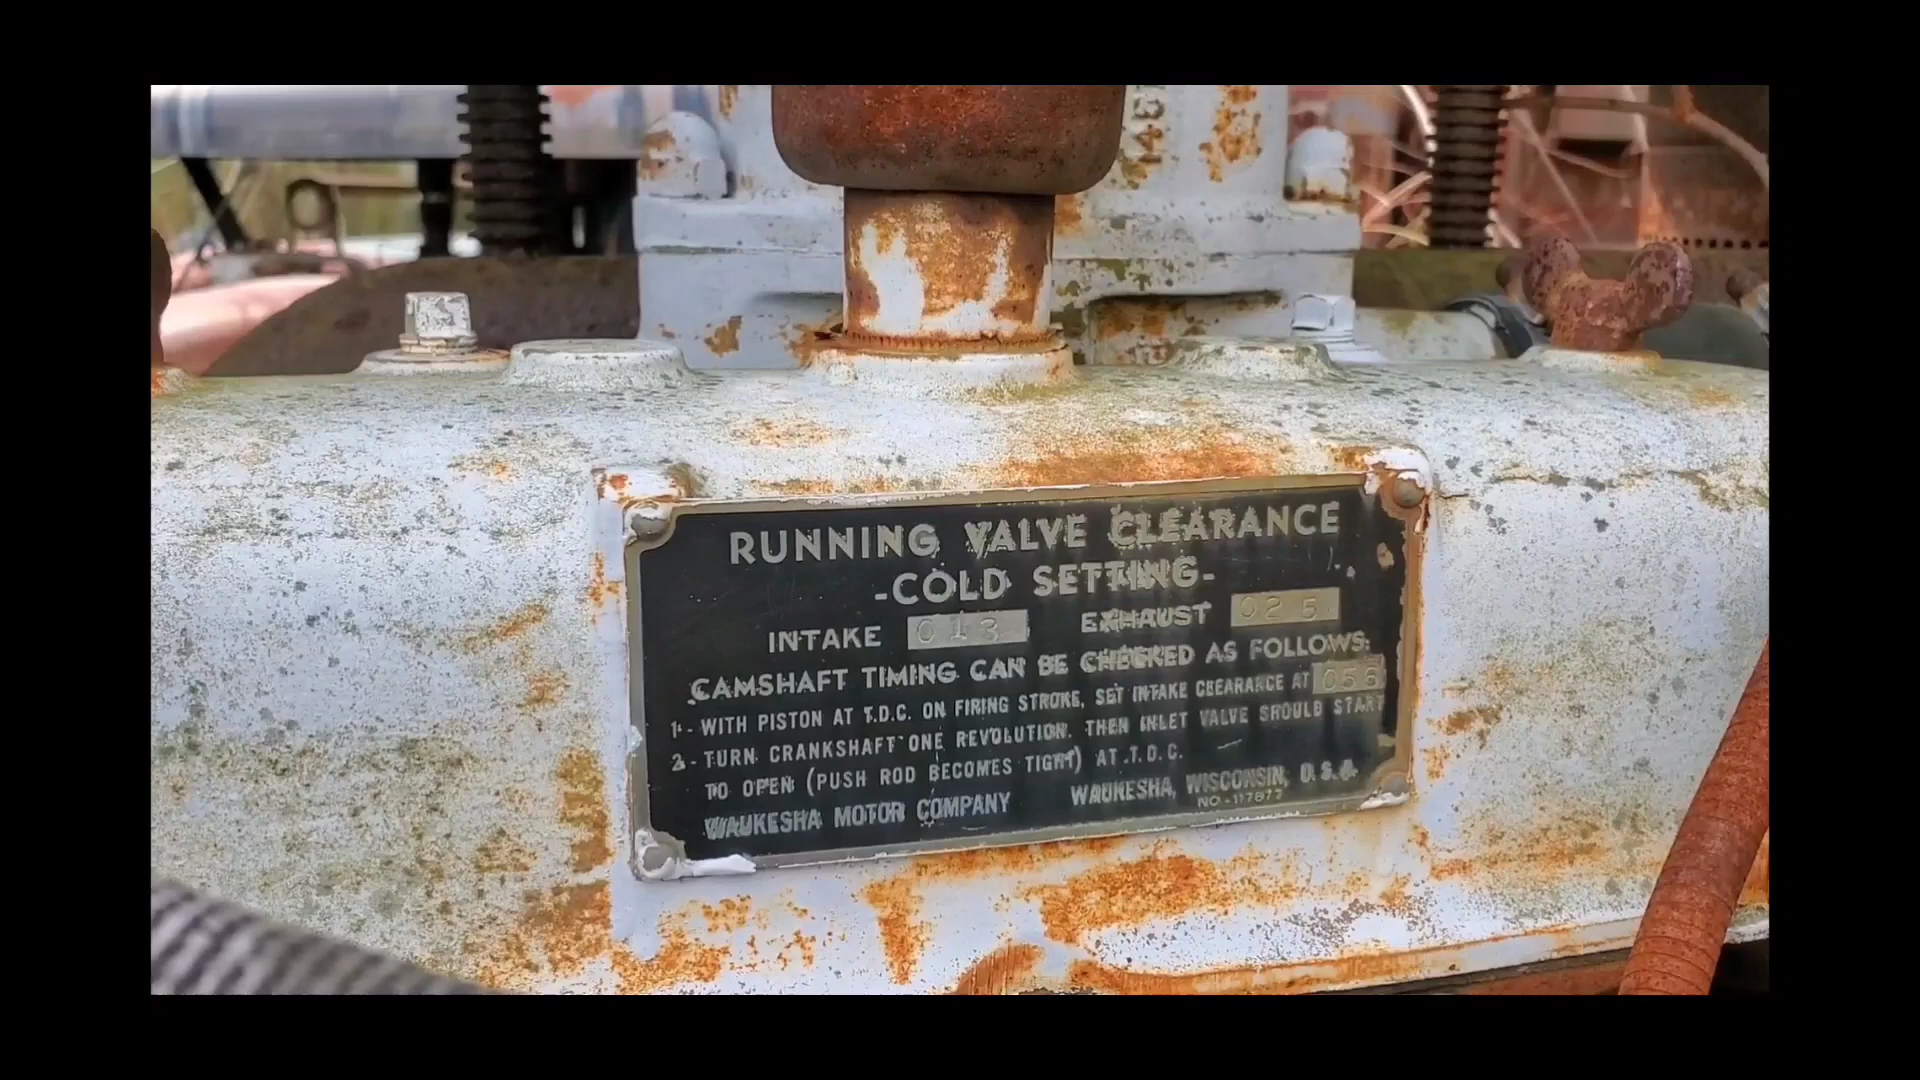 RUNNING VALVE CLEARANCE
-COLD SETTING-
INTAKE 013 EXHAUST 025
CAMSHAFT TIMING CAN BE CHECKED AS FOLLOWS:
1- WITH PISTON AT T.D.C. ON FIRING STROKE, SET INTAKE CLEARANCE AT 056
2- TURN CRANKSHAFT ONE REVOLUTION. THEN INLET VALVE SHOULD START
TO OPEN (PUSH ROD BECOMES TIGHT) AT T.D.C.
WAUKESHA MOTOR COMPANY WAUKESHA, WISCONSIN, U.S.A.
NO-117877